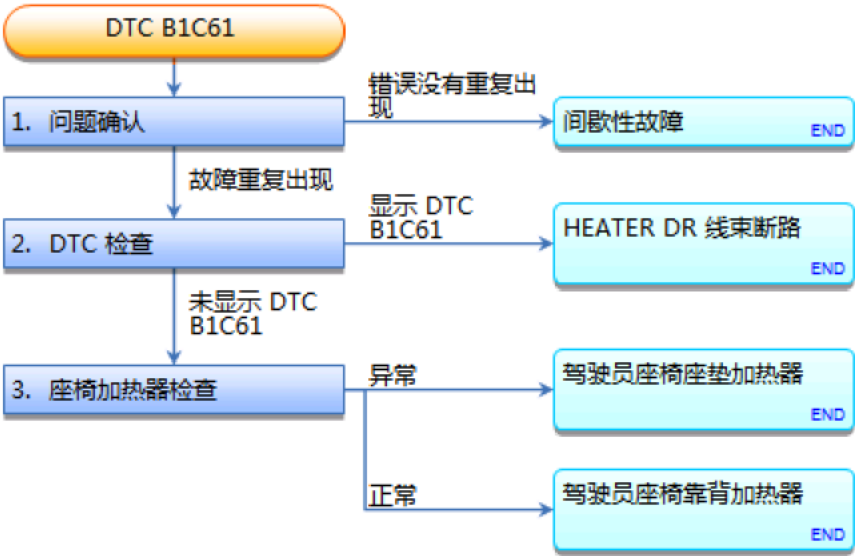 DTC B1C61
错误没有重复出
现
1. 问题确认
间歇性故障
END
故障重复出现
显示 DTC
B1C61
2. DTC 检查
HEATER DR 线束断路
END
未显示 DTC
B1C61
3. 座椅加热器检查
异常
驾驶员座椅座垫加热器
END
正常
驾驶员座椅靠背加热器
END